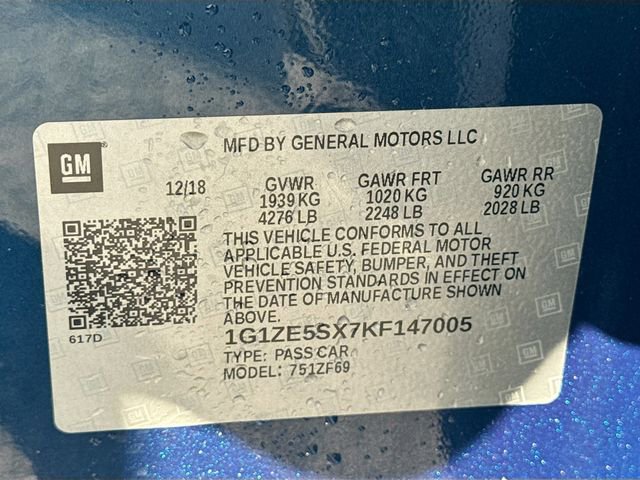 GM
MFD BY GENERAL MOTORS LLC
12/18 GVWR GAWR FRT GAWR RR
1939 KG 1020 KG 920 KG
4276 LB 2248 LB 2028 LB
THIS VEHICLE CONFORMS TO ALL
APPLICABLE U.S. FEDERAL MOTOR
VEHICLE SAFETY, BUMPER, AND THEFT
PREVENTION STANDARDS IN EFFECT ON
THE DATE OF MANUFACTURE SHOWN
ABOVE.
617D
1G1ZE5SX7KF147005
TYPE: PASS CAR
MODEL: 751ZF69